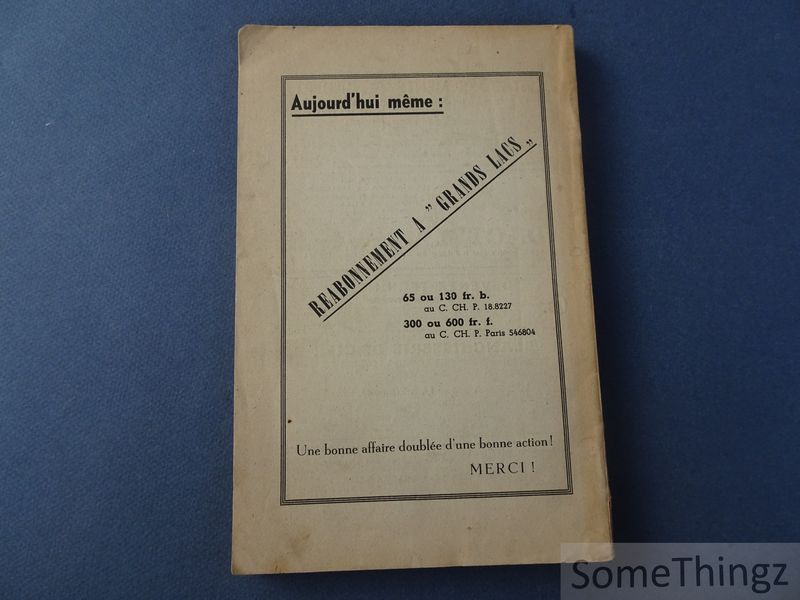 Aujourd'hui même :
REABONNEMENT A „ GRANDS LACS „
65 ou 130 fr. b.
au C. CH. P. 18.8227
300 ou 600 fr. f.
au C. CH. P. Paris 546804
Une bonne affaire doublée d'une bonne action !
MERCI !
SomeThingz